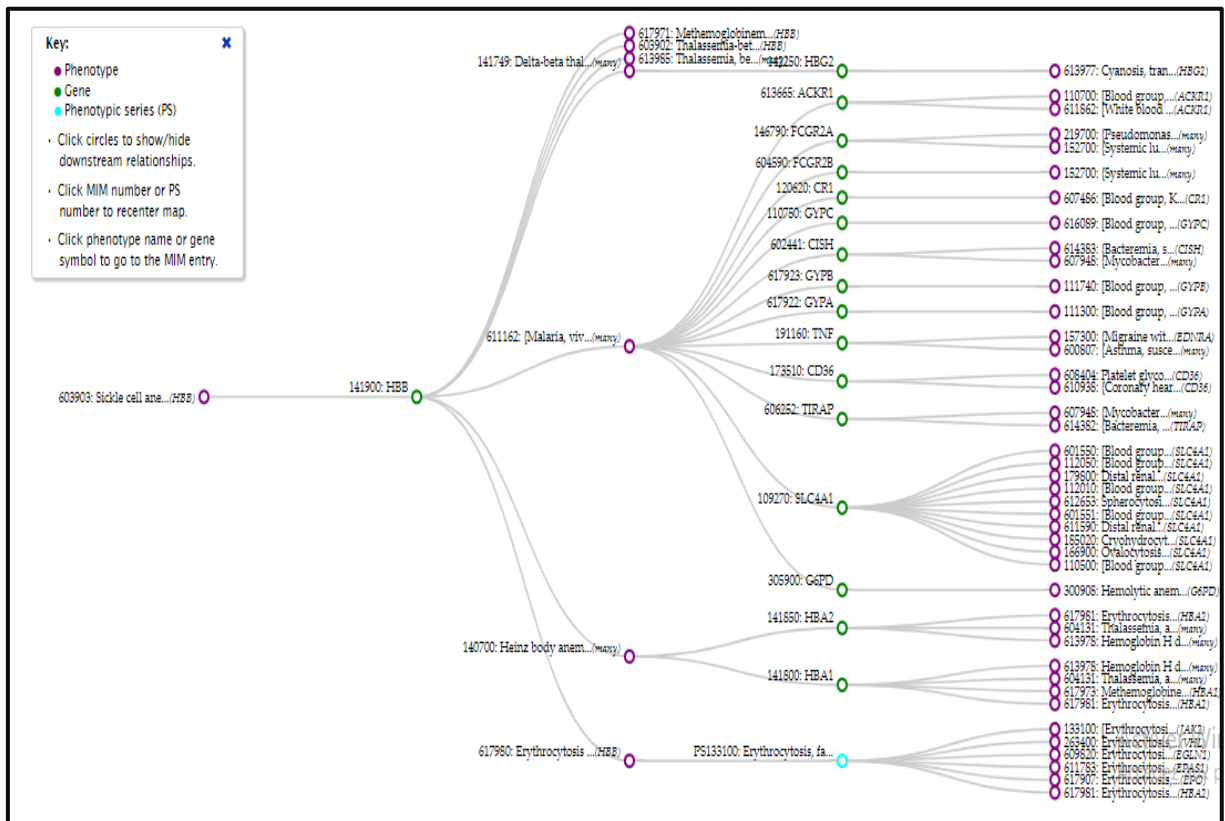 Key:
Phenotype
Gene
Phenotypic series (PS)
Click circles to show/hide
downstream relationships.
Click MIM number or PS
number to recenter map.
Click phenotype name or gene
symbol to go to the MIM entry.
603903: Sickle cell ane...(HBB)
141900: HBB
617971: Methemoglobinem...(HBB)
603902: Thalassemia-bet...(HBB)
613985: Thalassemia, be...(many)
141749: Delta-beta thal...(many)
611162: {Malaria, viv...(many)
140700: Heinz body anem...(many)
617980: Erythrocytosis ...(HBB)
142250: HBG2
613665: ACKR1
146790: FCGR2A
604590: FCGR2B
120620: CR1
110750: GYPC
602441: CISH
617923: GYPB
617922: GYPA
191160: TNF
173510: CD36
606252: TIRAP
109270: SLC4A1
305900: G6PD
141850: HBA2
141800: HBA1
PS133100: Erythrocytosis, fa...
613977: Cyanosis, tran...(HBG2)
110700: [Blood group,...(ACKR1)
611862: [White blood ...(ACKR1)
219700: {Pseudomonas...(many)
152700: {Systemic lu...(many)
152700: {Systemic lu...(many)
607486: [Blood group, K...(CR1)
616089: [Blood group, ...(GYPC)
614383: {Bacteremia, s...(CISH)
607948: {Mycobacter...(many)
111740: [Blood group, ...(GYPB)
111300: [Blood group, ...(GYPA)
157300: {Migraine wit...(EDNRA)
600807: {Asthma, susce...(many)
608404: Platelet glyco...(CD36)
610938: {Coronary hear...(CD36)
607948: {Mycobacter...(many)
614382: {Bacteremia, ...(TIRAP)
601550: [Blood group...(SLC4A1)
112050: [Blood group...(SLC4A1)
179800: Distal renal...(SLC4A1)
112010: [Blood group...(SLC4A1)
612653: Spherocytosi...(SLC4A1)
601551: [Blood group...(SLC4A1)
611590: Distal renal...(SLC4A1)
185020: Cryohydrocyt...(SLC4A1)
166900: Ovalocytosis...(SLC4A1)
110500: [Blood group...(SLC4A1)
300908: Hemolytic anem...(G6PD)
617981: Erythrocytosis...(HBA2)
604131: Thalassemia, a...(many)
613978: Hemoglobin H d...(many)
613978: Hemoglobin H d...(many)
604131: Thalassemia, a...(many)
617973: Methemoglobine...(HBA1)
617981: Erythrocytosis...(HBA2)
133100: [Erythrocytosi...(JAK2)
263400: Erythrocytosis...(VHL)
609820: Erythrocytosi...(EGLN1)
611783: Erythrocytosi...(EPAS1)
617907: Erythrocytosis,...(EPO)
617981: Erythrocytosis...(HBA2)